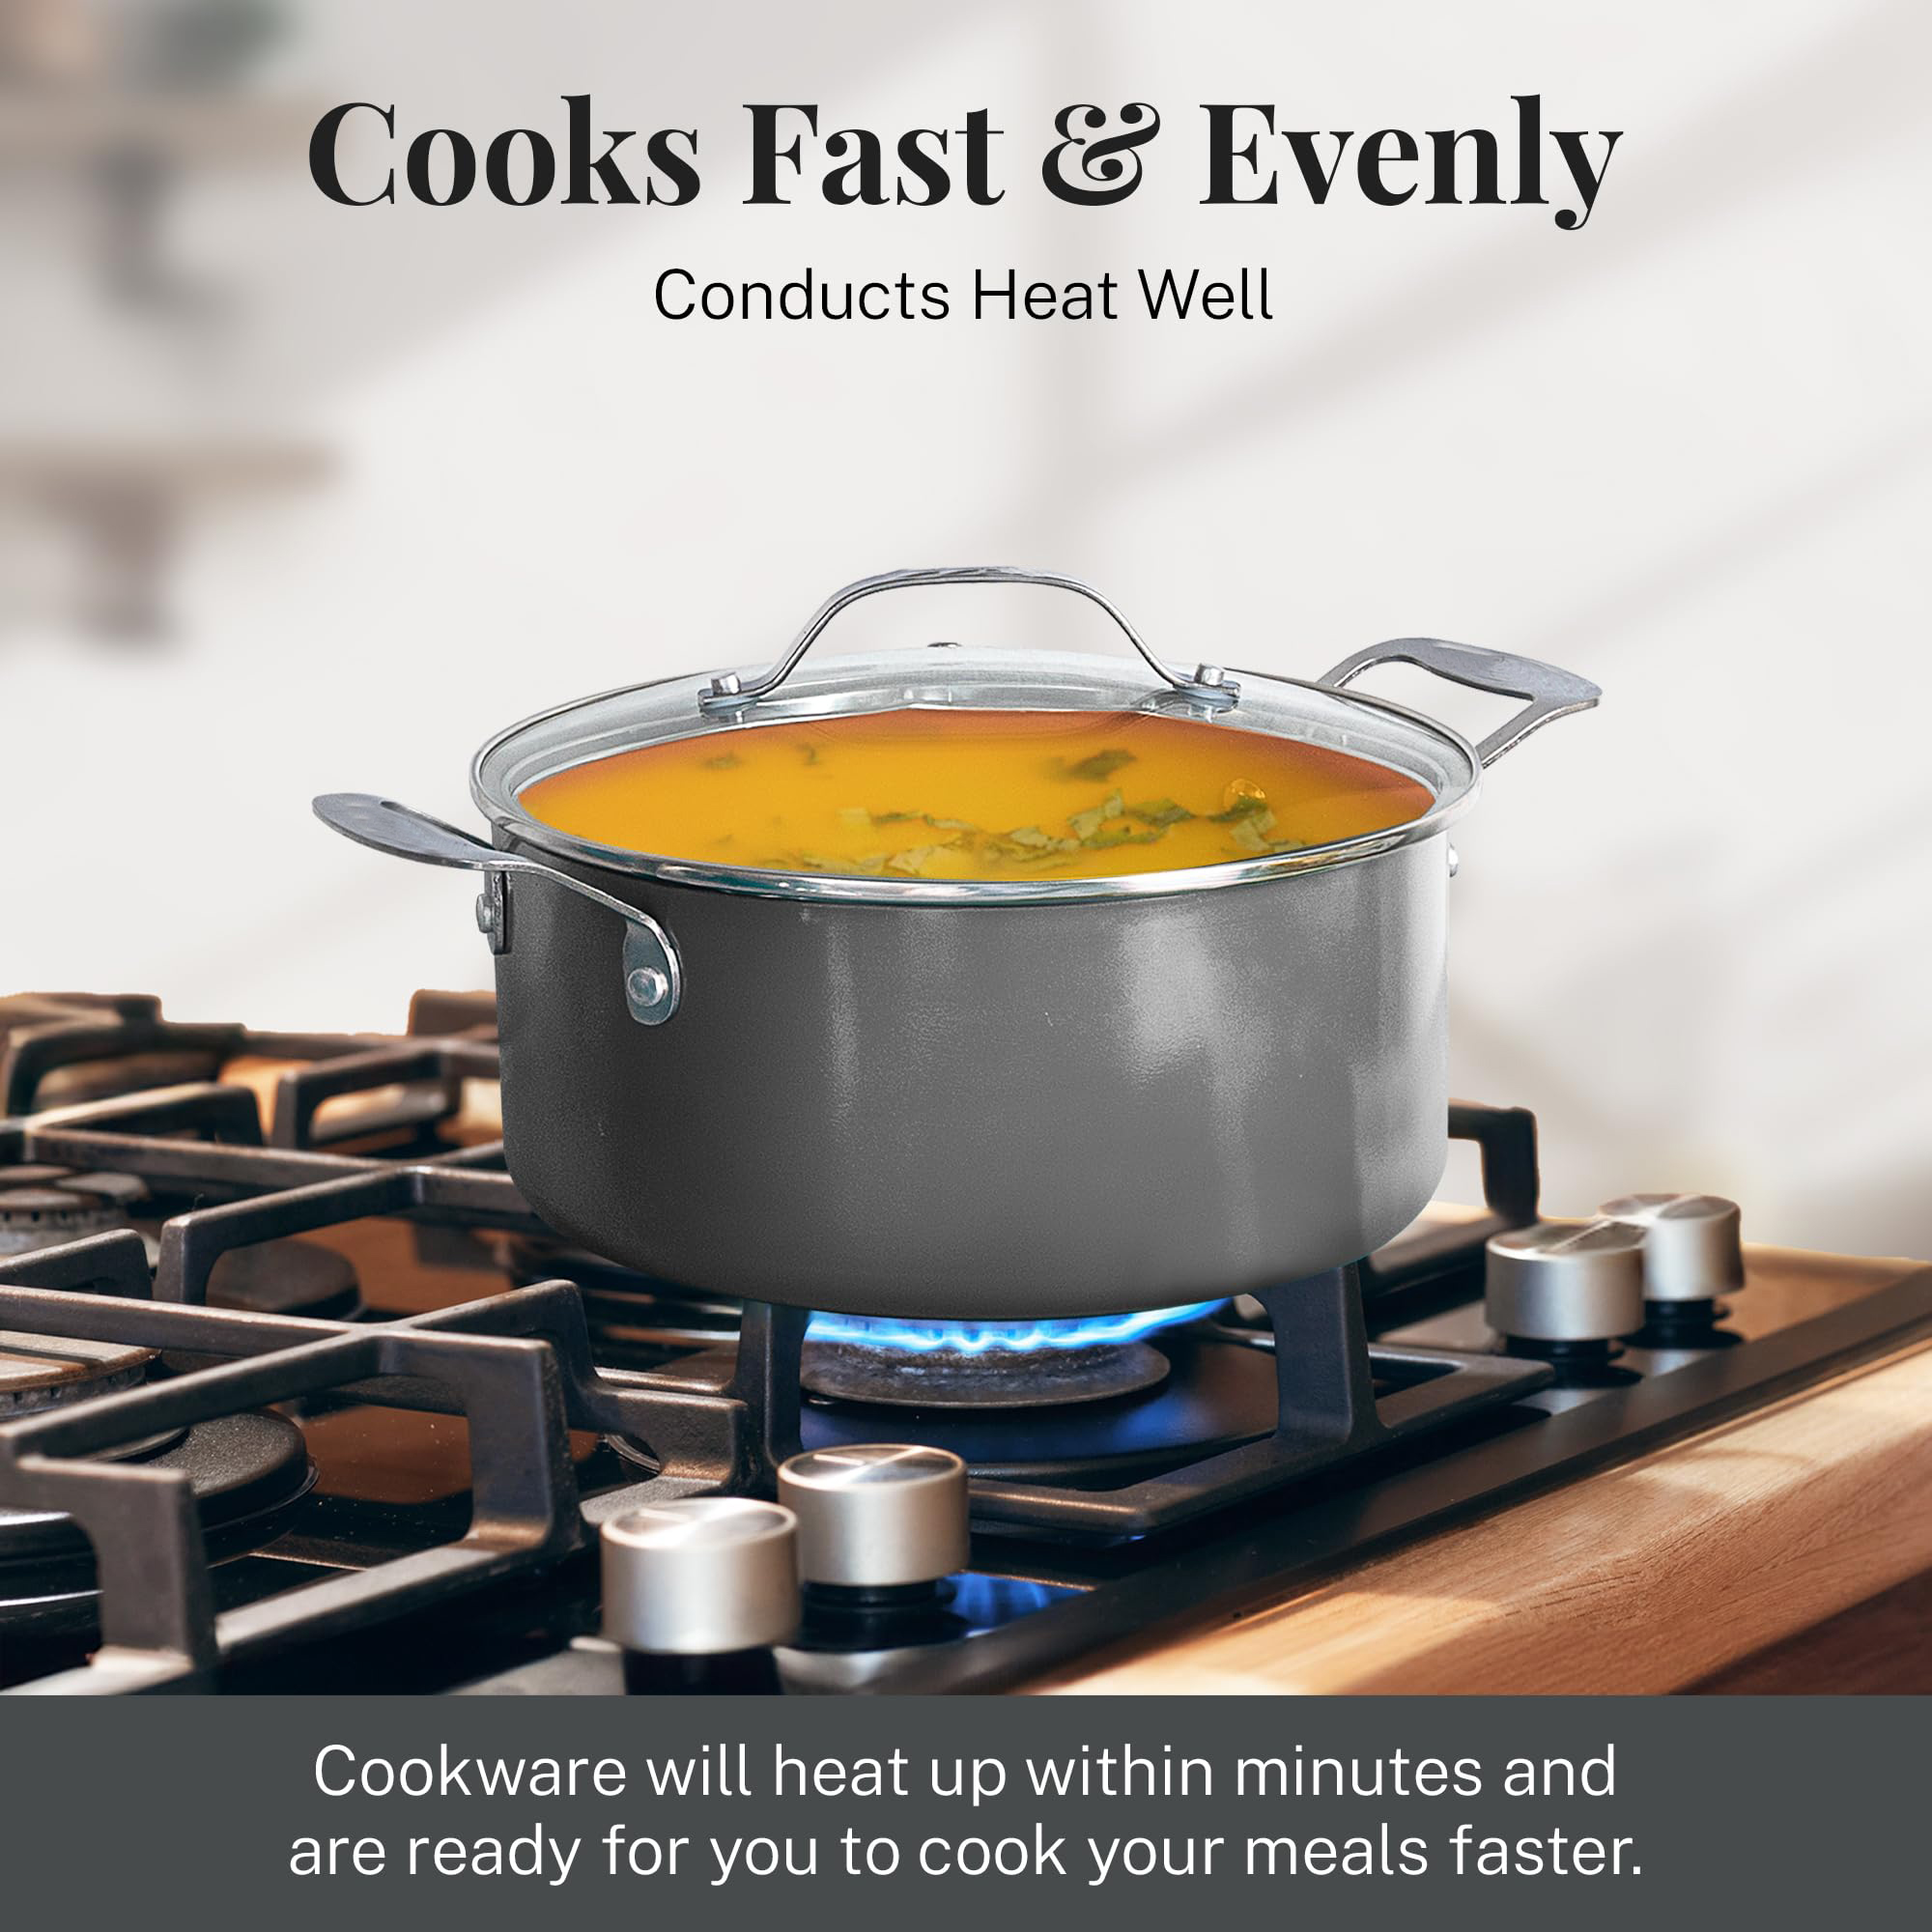 Cooks Fast & Evenly
Conducts Heat Well
Cookware will heat up within minutes and
are ready for you to cook your meals faster.